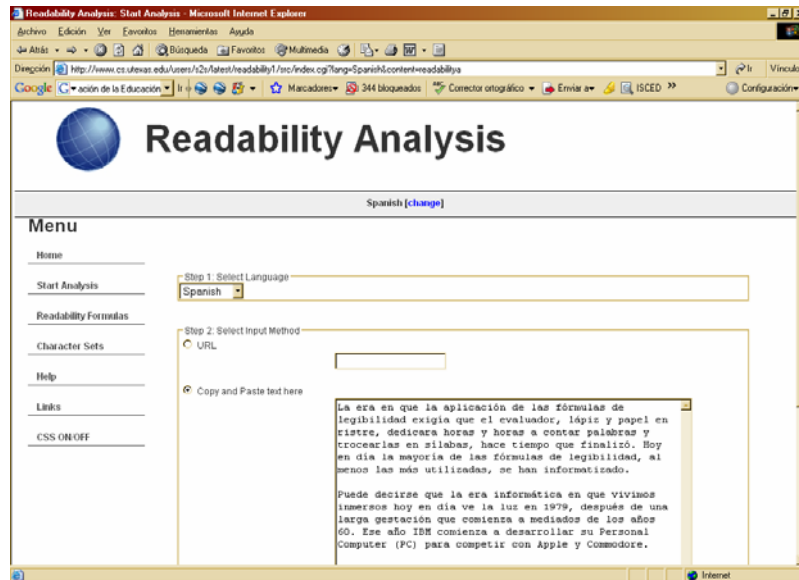 Readability Analysis: Start Analysis - Microsoft Internet Explorer
Archivo Edición Ver Favoritos Herramientas Ayuda
Atrás Búsqueda Favoritos Multimedia
Dirección http://www.cs.utexas.edu/users/s2s/latest/readability1/src/index.cgi?lang=Spanish&content=readabilitya Ir Vínculos
Google ación de la Educación Ir Marcadores 344 bloqueados Corrector ortográfico Enviar a ISCED Configuración
Readability Analysis
Spanish [change]
Menu
Home
Start Analysis
Readability Formulas
Character Sets
Help
Links
CSS ON/OFF
Step 1: Select Language
Spanish
Step 2: Select Input Method
URL
Copy and Paste text here
La era en que la aplicación de las fórmulas de
legibilidad exigía que el evaluador, lápiz y papel en
ristre, dedicara horas y horas a contar palabras y
trocearlas en sílabas, hace tiempo que finalizó. Hoy
en día la mayoría de las fórmulas de legibilidad, al
menos las más utilizadas, se han informatizado.
Puede decirse que la era informática en que vivimos
inmersos hoy en día ve la luz en 1979, después de una
larga gestación que comienza a mediados de los años
60. Ese año IBM comienza a desarrollar su Personal
Computer (PC) para competir con Apple y Commodore.
Internet